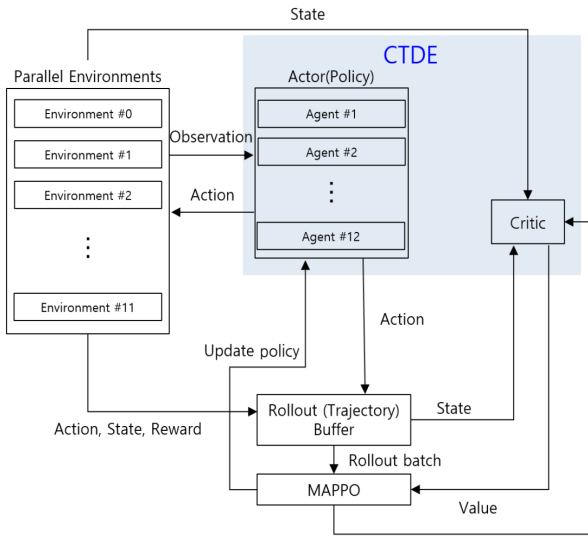 State
CTDE
Parallel Environments
Actor(Policy)
Environment #0
Agent #1
Observation
Environment #1
Agent #2
Environment #2
Action
⋮
⋮
Critic
Agent #12
Environment #11
Action
Update policy
Rollout (Trajectory)
Buffer
State
Action, State, Reward
Rollout batch
MAPPO
Value